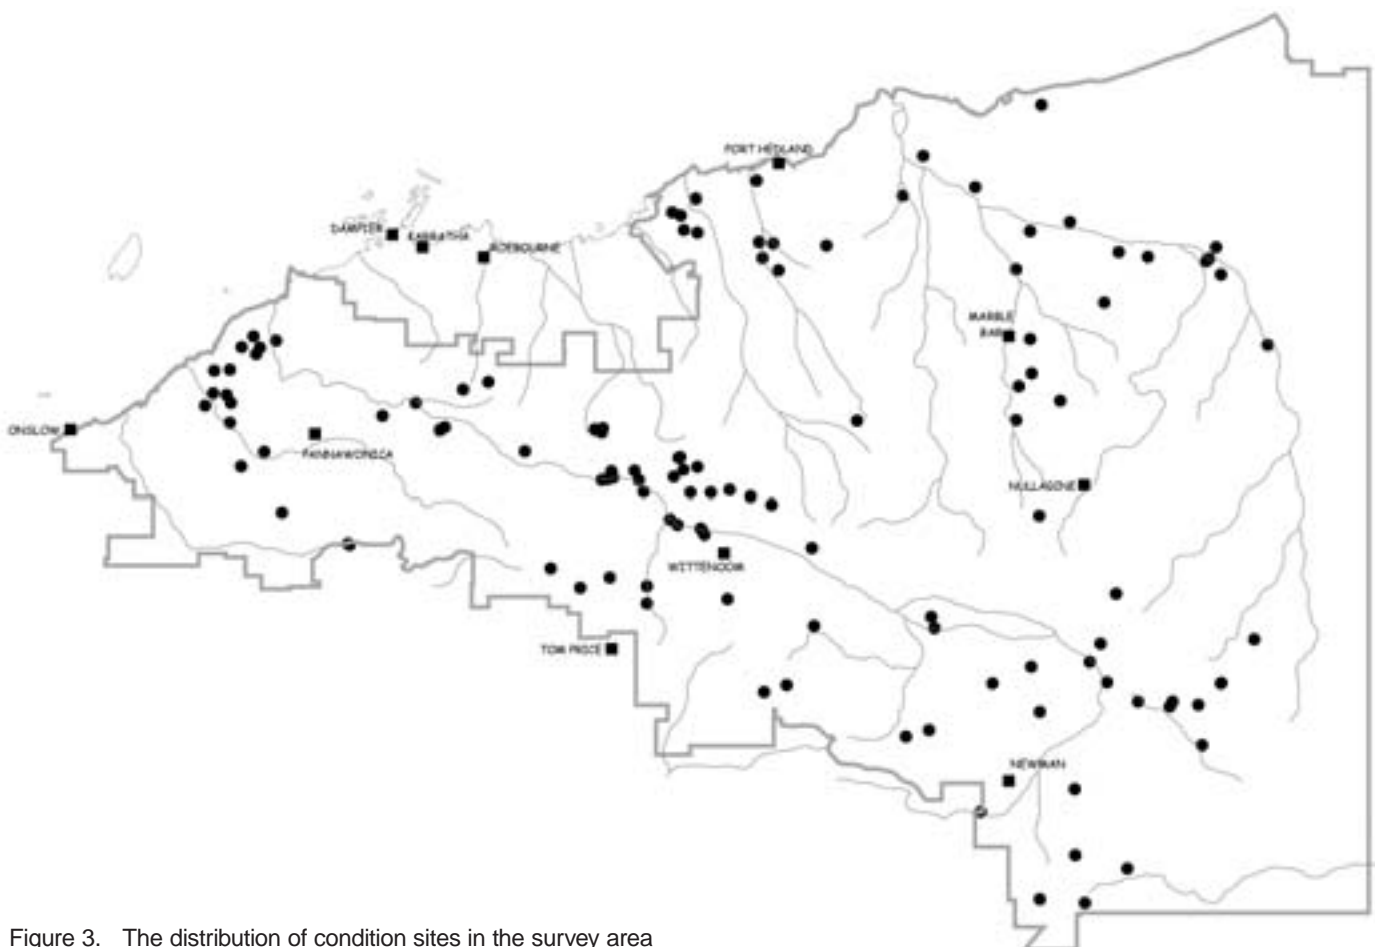 PORT HEDLAND
DAMPIER
KARRATHA
ROEBOURNE
MARBLE
BAR
ONSLOW
PANNAWONICA
NULLAGINE
WITTENOOM
TOM PRICE
NEWMAN
Figure 3. The distribution of condition sites in the survey area